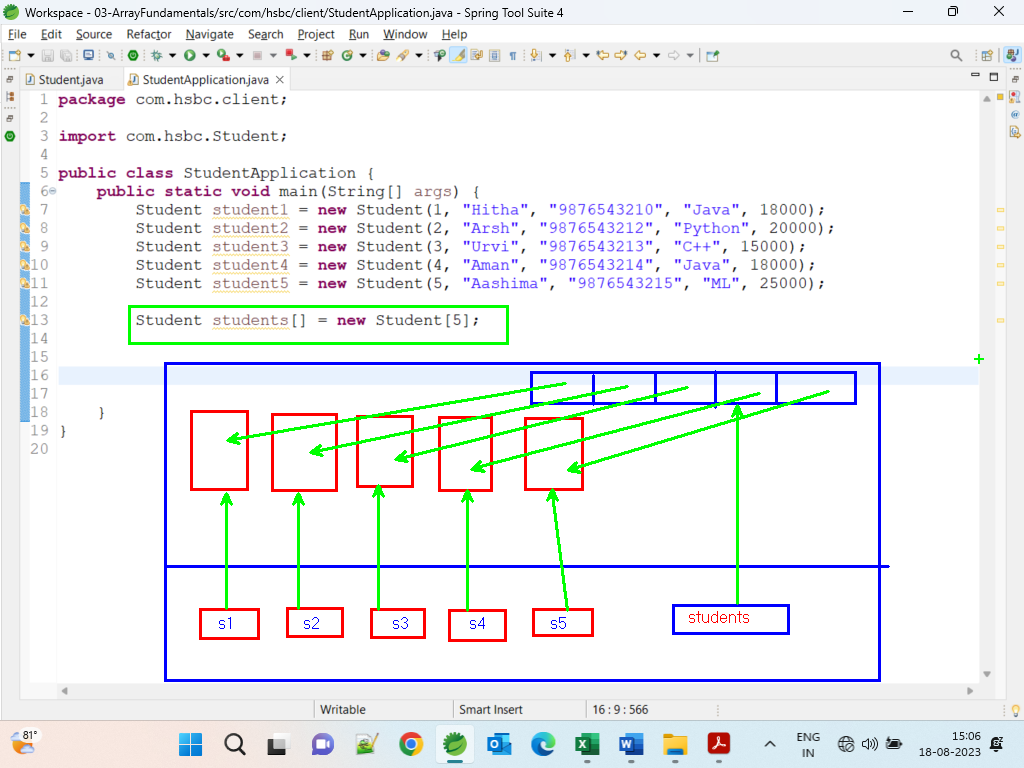 Workspace - 03-ArrayFundamentals/src/com/hsbc/client/StudentApplication.java - Spring Tool Suite 4
File Edit Source Refactor Navigate Search Project Run Window Help
Student.java StudentApplication.java
1 package com.hsbc.client;
2
3 import com.hsbc.Student;
4
5 public class StudentApplication {
6 public static void main(String[] args) {
7 Student student1 = new Student(1, "Hitha", "9876543210", "Java", 18000);
8 Student student2 = new Student(2, "Arsh", "9876543212", "Python", 20000);
9 Student student3 = new Student(3, "Urvi", "9876543213", "C++", 15000);
10 Student student4 = new Student(4, "Aman", "9876543214", "Java", 18000);
11 Student student5 = new Student(5, "Aashima", "9876543215", "ML", 25000);
12
13 Student students[] = new Student[5];
14
15
16
17
18 }
19 }
20
s1 s2 s3 s4 s5 students
Writable Smart Insert 16 : 9 : 566
81°
ENG
IN
15:06
18-08-2023